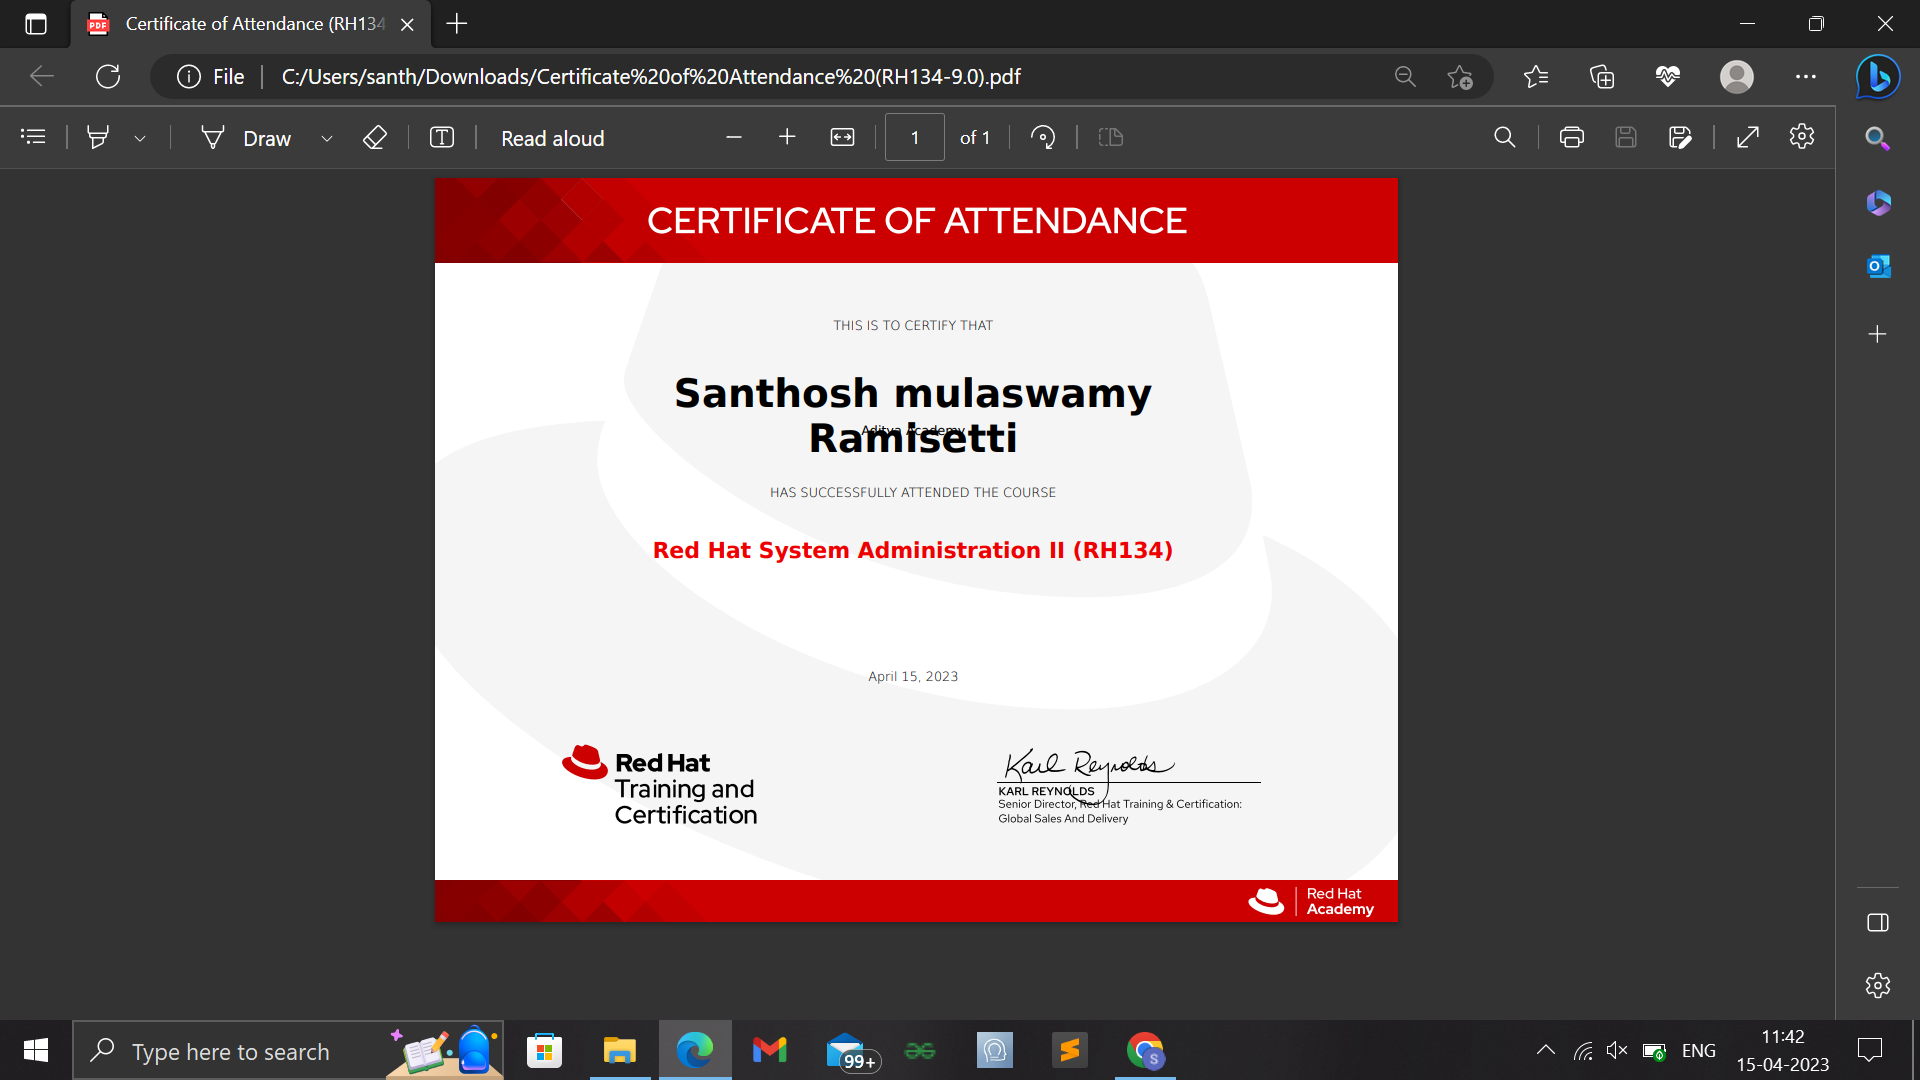 Certificate of Attendance (RH134
File
C:/Users/santh/Downloads/Certificate%20of%20Attendance%20(RH134-9.0).pdf
Draw
Read aloud
1
of 1
CERTIFICATE OF ATTENDANCE
THIS IS TO CERTIFY THAT
Santhosh mulaswamy
Aditya Academy
Ramisetti
HAS SUCCESSFULLY ATTENDED THE COURSE
Red Hat System Administration II (RH134)
April 15, 2023
Red Hat
Training and
Certification
Karl Reynolds
KARL REYNOLDS
Senior Director, Red Hat Training & Certification:
Global Sales And Delivery
Red Hat
Academy
Type here to search
99+
S
ENG
11:42
15-04-2023